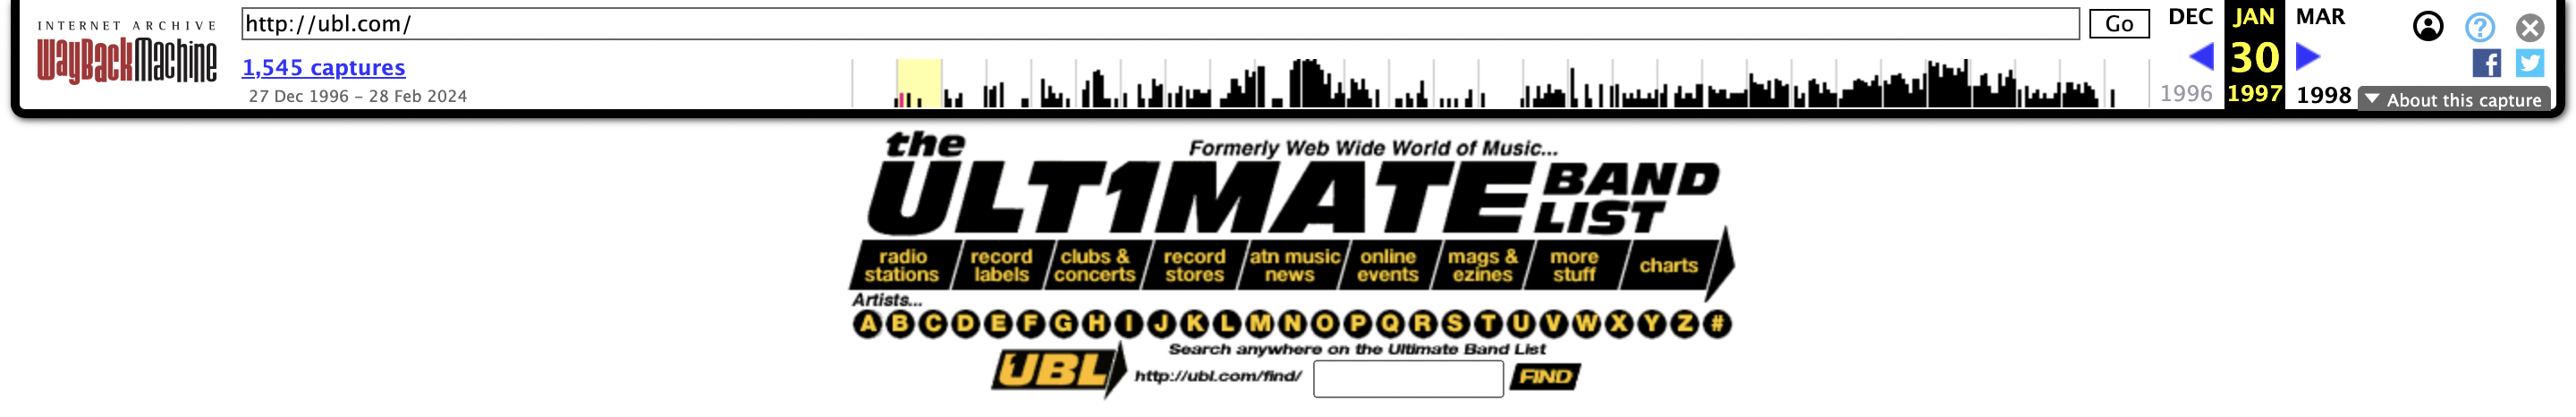 INTERNET ARCHIVE
WayBackMachine
http://ubl.com/
Go
1,545 captures
27 Dec 1996 – 28 Feb 2024
DEC JAN MAR
30
1996 1997 1998
About this capture
the
Formerly Web Wide World of Music...
ULT1MATE BAND LIST
radio stations
record labels
clubs & concerts
record stores
atn music news
online events
mags & ezines
more stuff
charts
Artists...
A B C D E F G H I J K L M N O P Q R S T U V W X Y Z #
Search anywhere on the Ultimate Band List
UBL http://ubl.com/find/ FIND